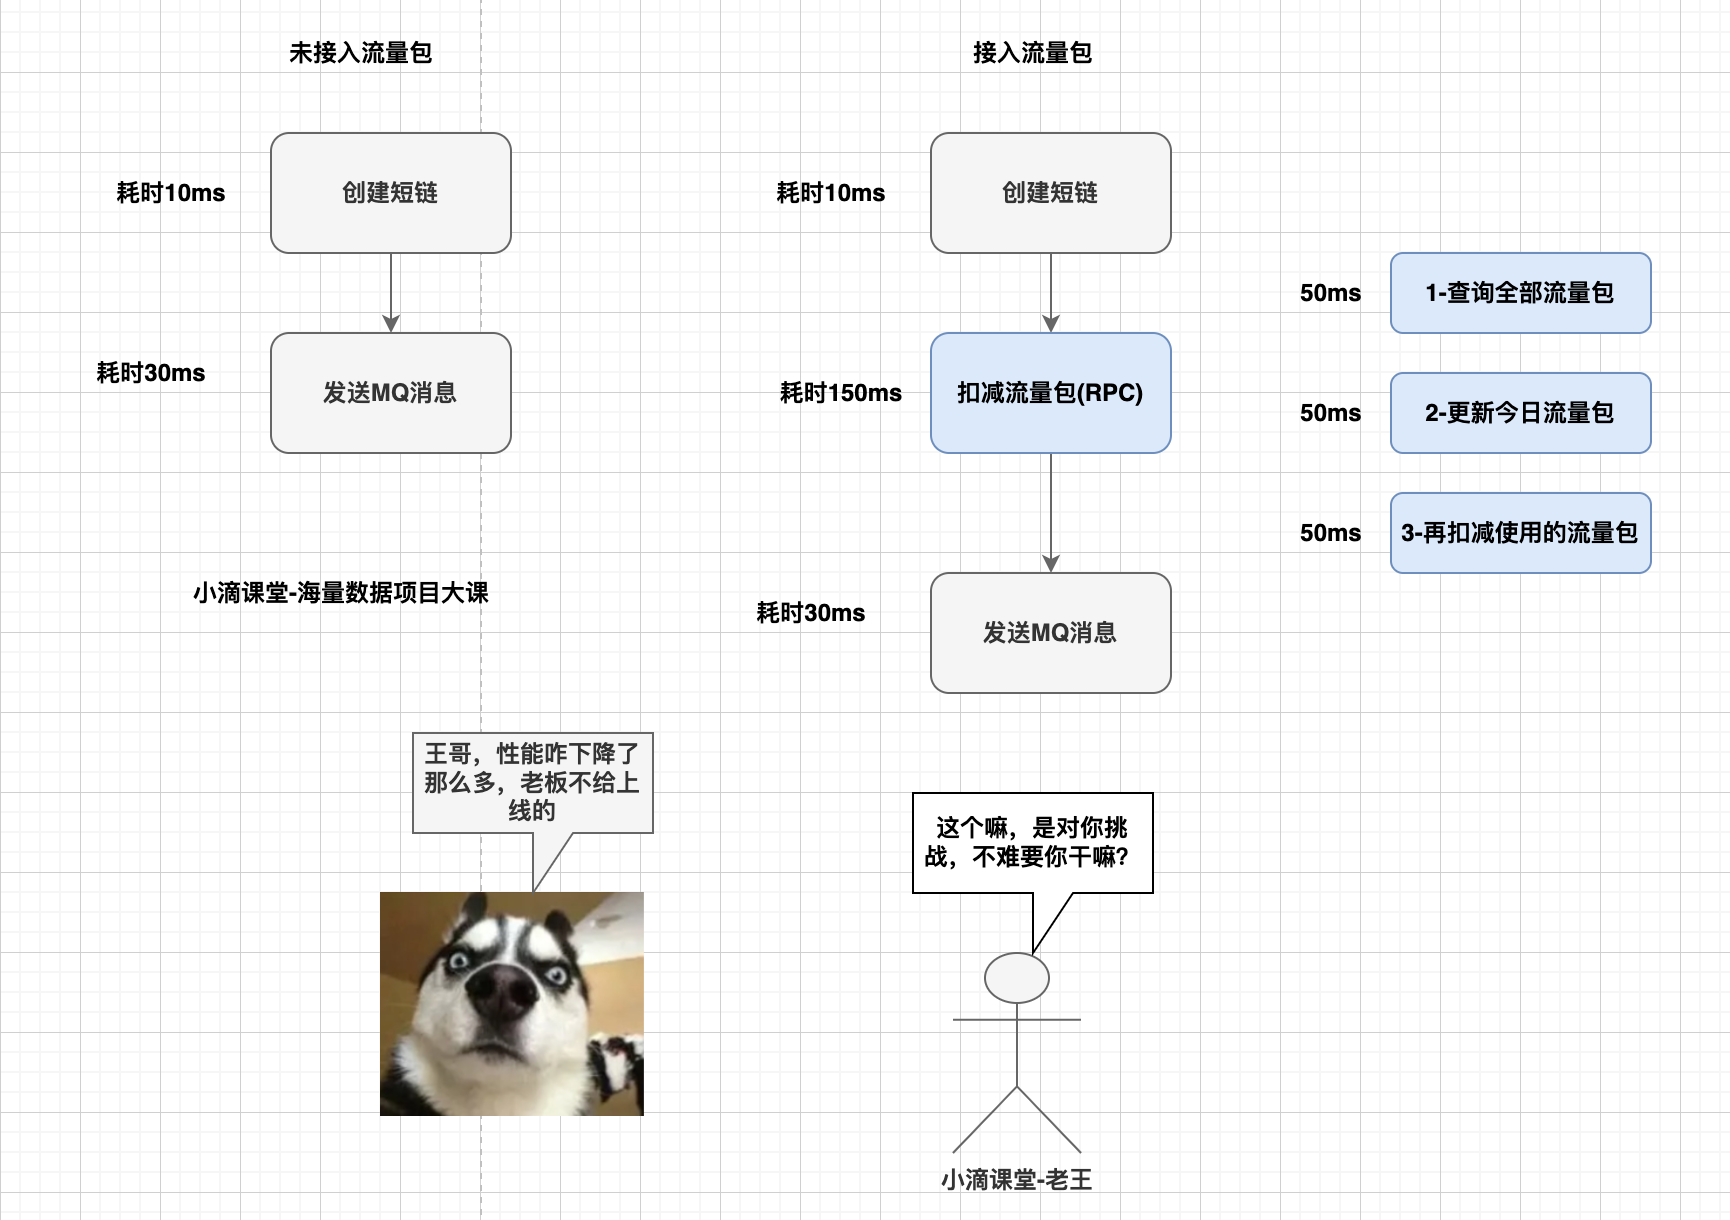 未接入流量包
接入流量包
耗时10ms
创建短链
耗时30ms
发送MQ消息
耗时10ms
创建短链
耗时150ms
扣减流量包(RPC)
50ms
1-查询全部流量包
50ms
2-更新今日流量包
50ms
3-再扣减使用的流量包
耗时30ms
发送MQ消息
小滴课堂-海量数据项目大课
王哥，性能咋下降了
那么多，老板不给上
线的
这个嘛，是对你挑
战，不难要你干嘛？
小滴课堂-老王